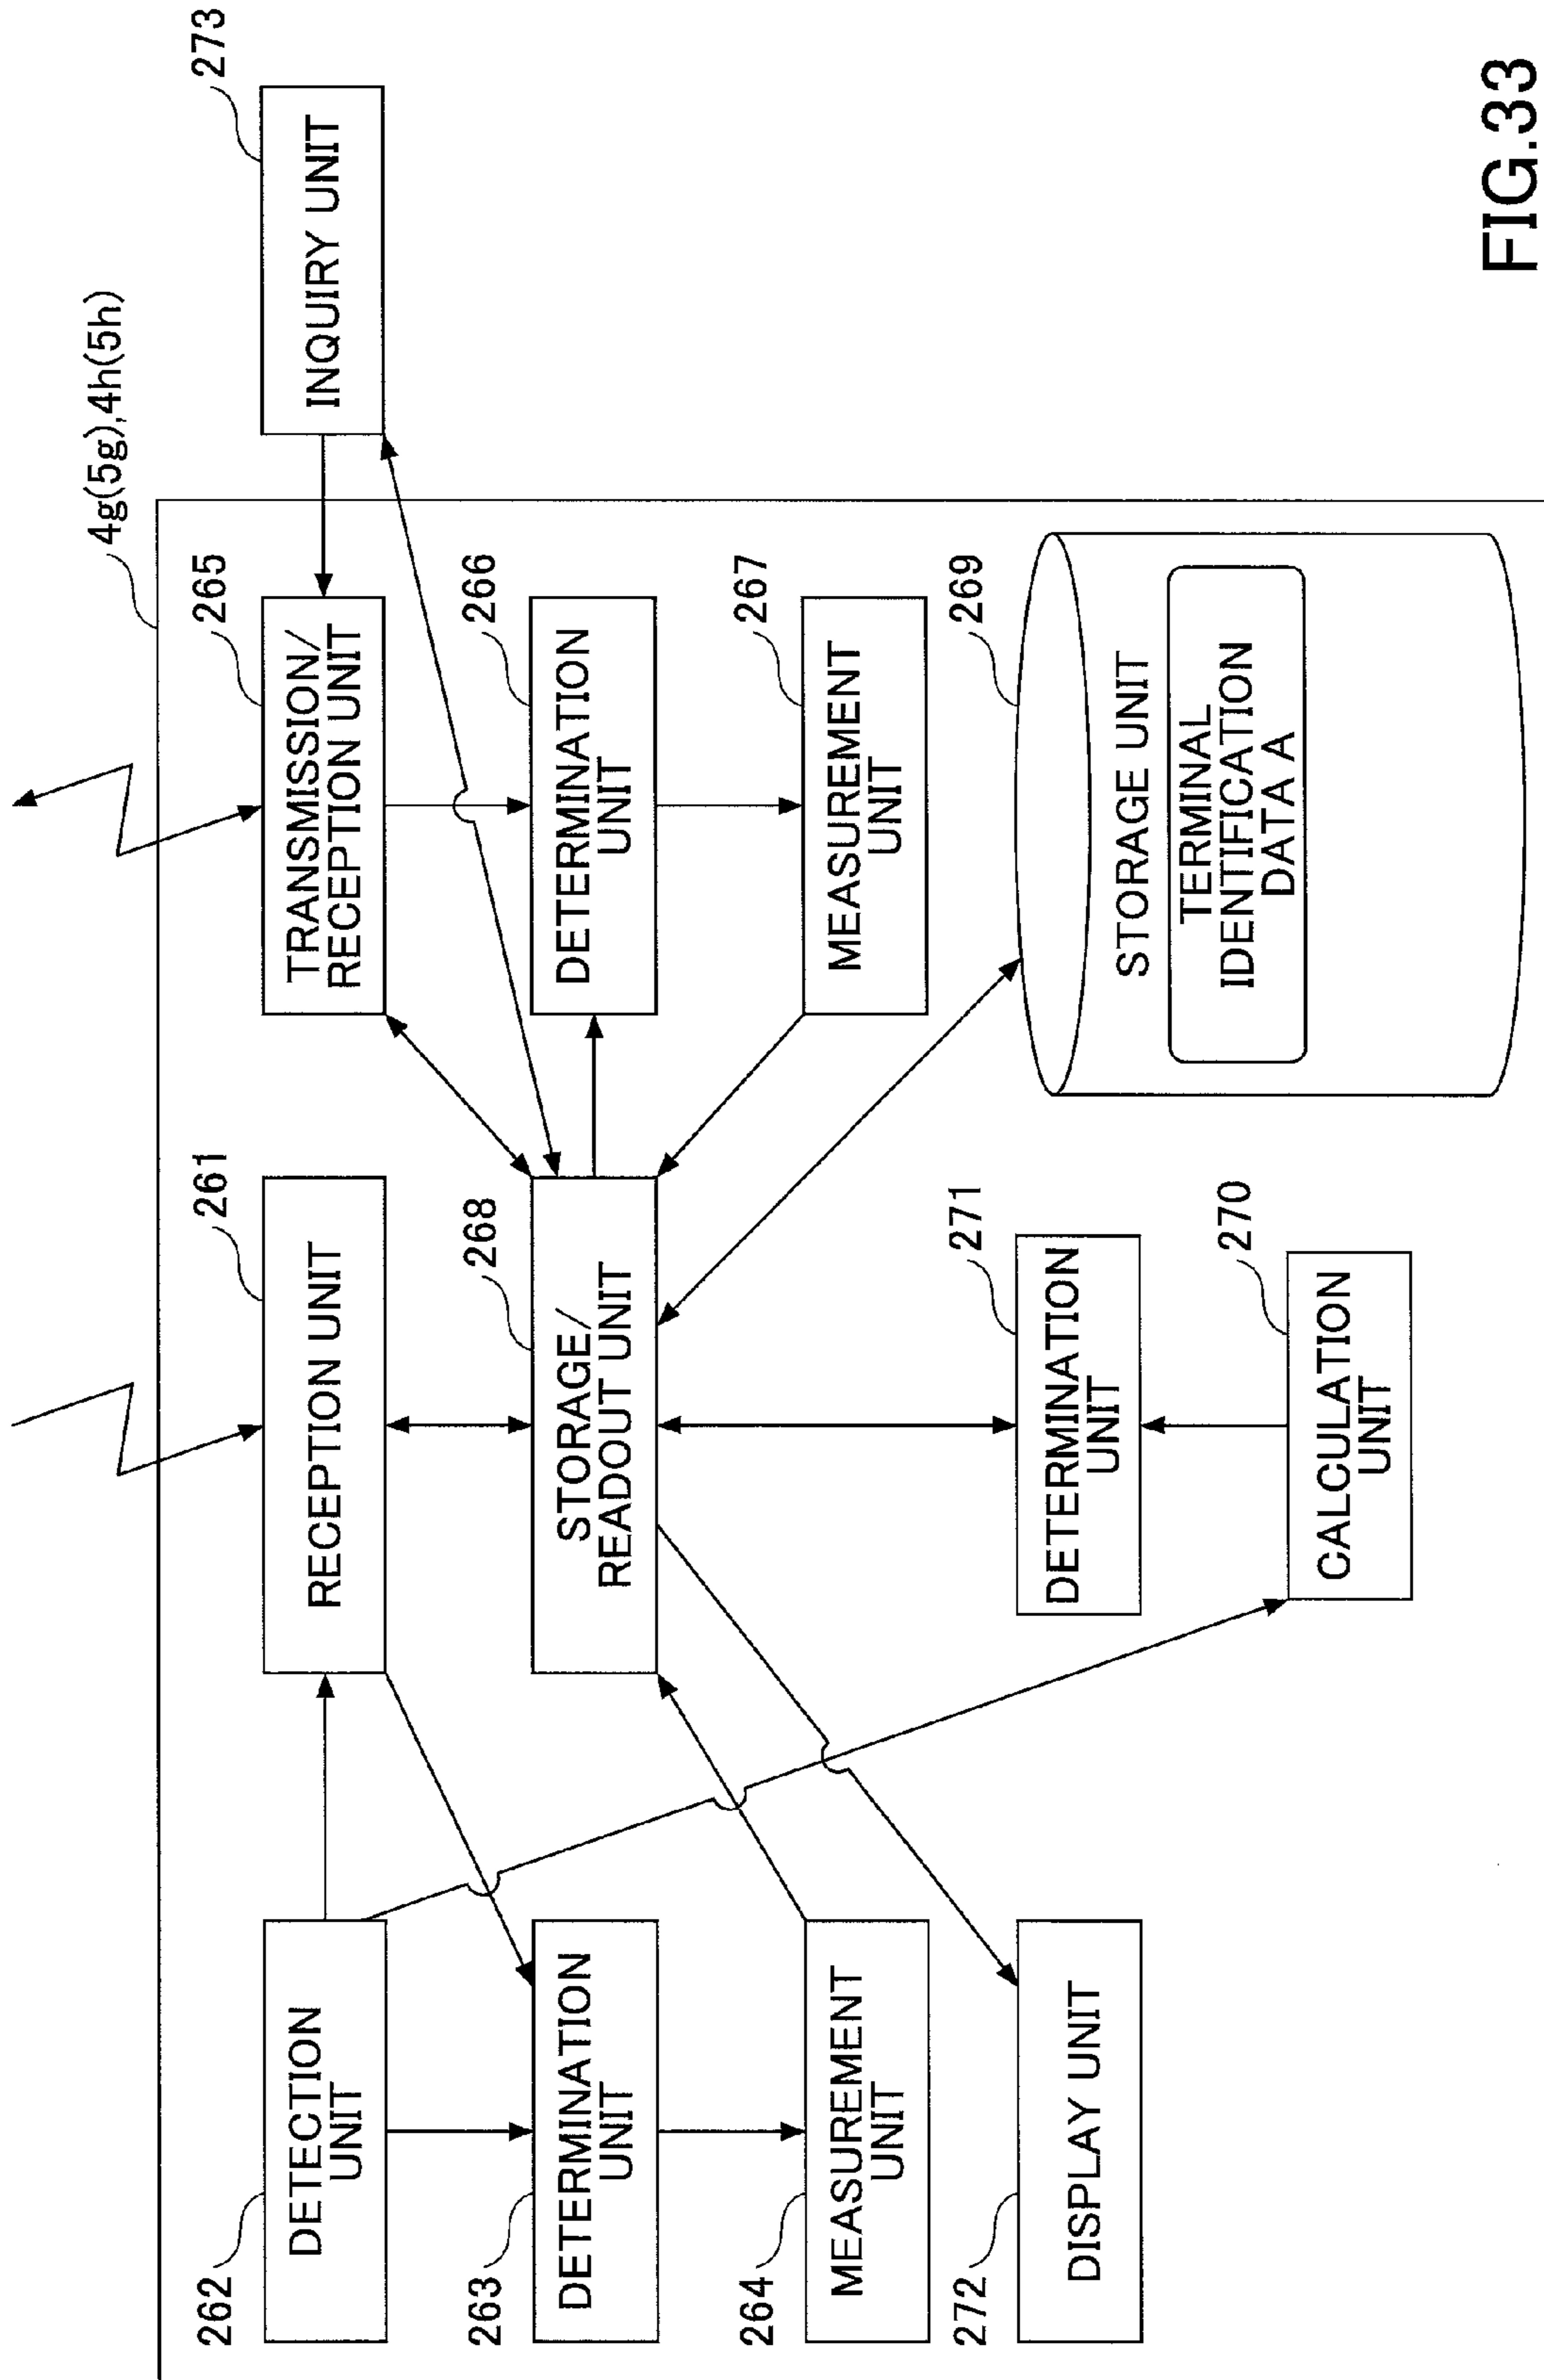 4g(5g),4h(5h)
262
DETECTION
UNIT
261
RECEPTION UNIT
265
TRANSMISSION/
RECEPTION UNIT
273
INQUIRY UNIT
263
DETERMINATION
UNIT
268
STORAGE/
READOUT UNIT
266
DETERMINATION
UNIT
264
MEASUREMENT
UNIT
267
MEASUREMENT
UNIT
272
DISPLAY UNIT
271
DETERMINATION
UNIT
270
CALCULATION
UNIT
269
STORAGE UNIT
TERMINAL
IDENTIFICATION
DATA A
FIG.33